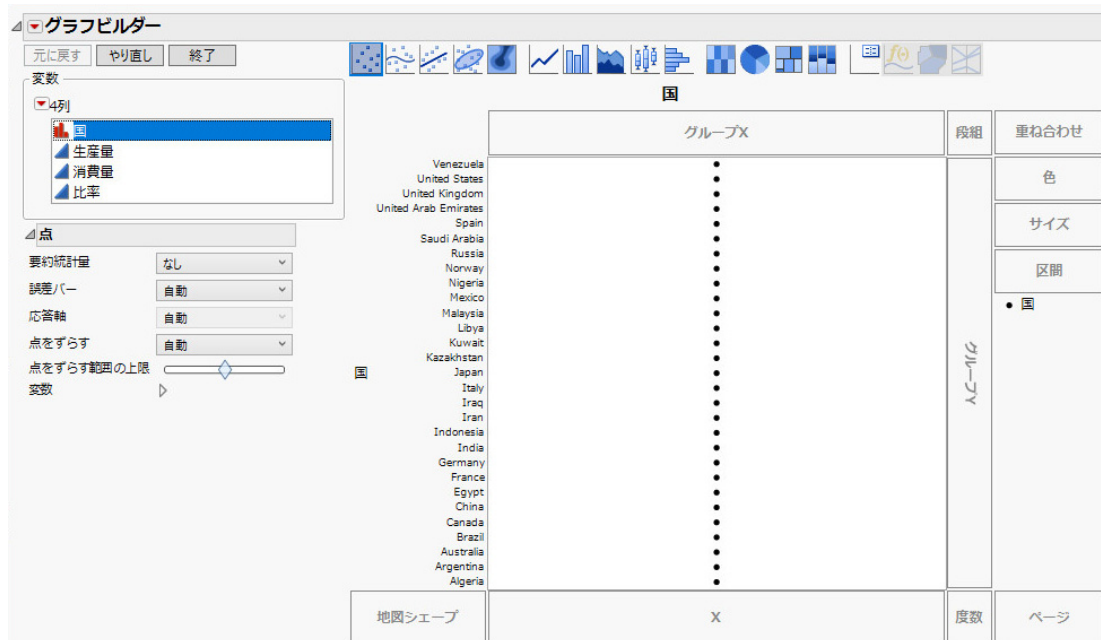 グラフビルダー
元に戻す やり直し 終了
変数
4列
国
生産量
消費量
比率
点
要約統計量 なし
誤差バー 自動
応答軸 自動
点をずらす 自動
点をずらす範囲の上限
変数
国
グループX
段組
重ね合わせ
色
サイズ
区間
国
Venezuela
United States
United Kingdom
United Arab Emirates
Spain
Saudi Arabia
Russia
Norway
Nigeria
Mexico
Malaysia
Libya
Kuwait
Kazakhstan
Japan
Italy
Iraq
Iran
Indonesia
India
Germany
France
Egypt
China
Canada
Brazil
Australia
Argentina
Algeria
国
グループY
地図シェープ
X
度数
ページ